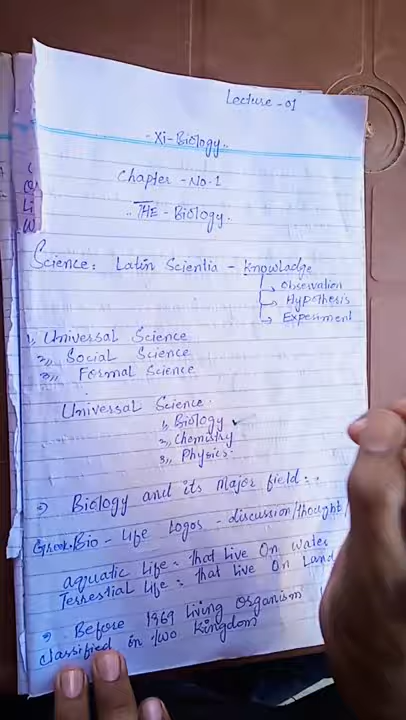 Lecture - 01
- Xi - Biology..
Chapter - No. 1
.. THE - Biology..
Science: Latin Scientia - Knowladge
→ Observation
→ Hypothesis
→ Experiment
1,, Universal Science
2,, Social Science
3,, Formal Science
Universal Science.
1, Biology ✓
2,, Chemistry
3,, Physics.
Biology and its major field:.
Greek. Bio - Life Logos - discussion/thought/
aquatic Life = That Live On water
Terrestial Life = That Live On Land
Before 1969 Living Organism
Classified in two Kingdom